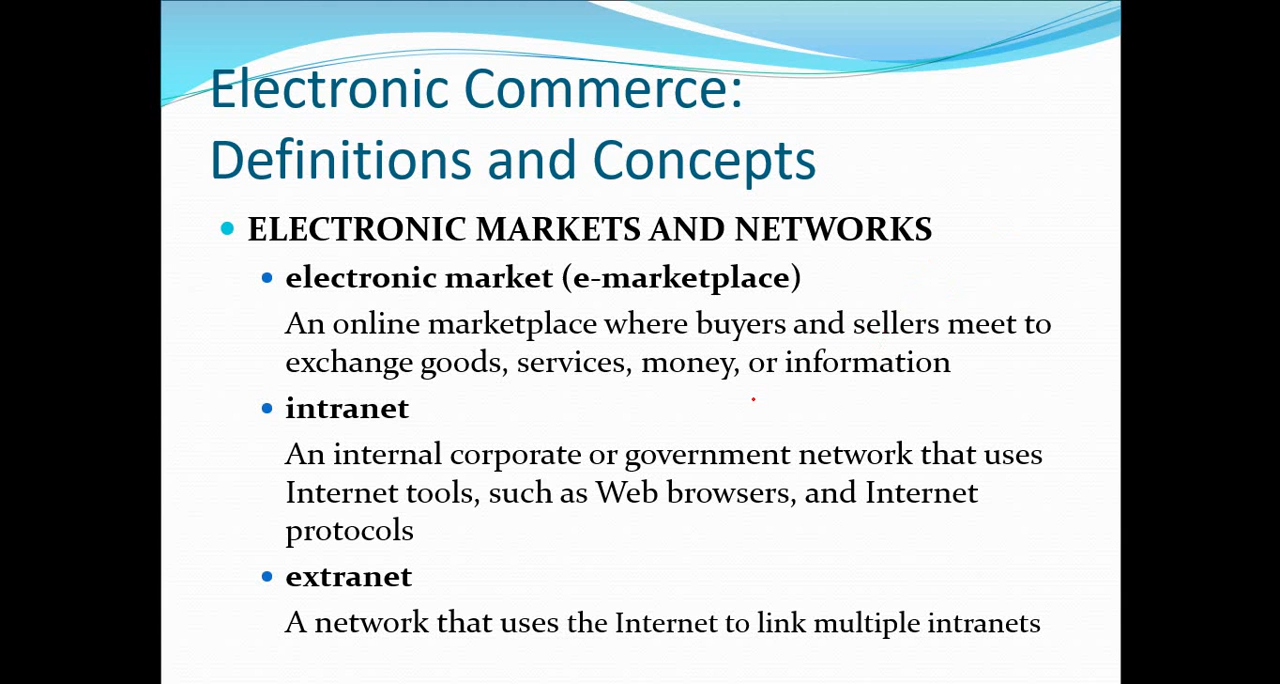 Electronic Commerce:
Definitions and Concepts
ELECTRONIC MARKETS AND NETWORKS
electronic market (e-marketplace)
An online marketplace where buyers and sellers meet to
exchange goods, services, money, or information
intranet
An internal corporate or government network that uses
Internet tools, such as Web browsers, and Internet
protocols
extranet
A network that uses the Internet to link multiple intranets